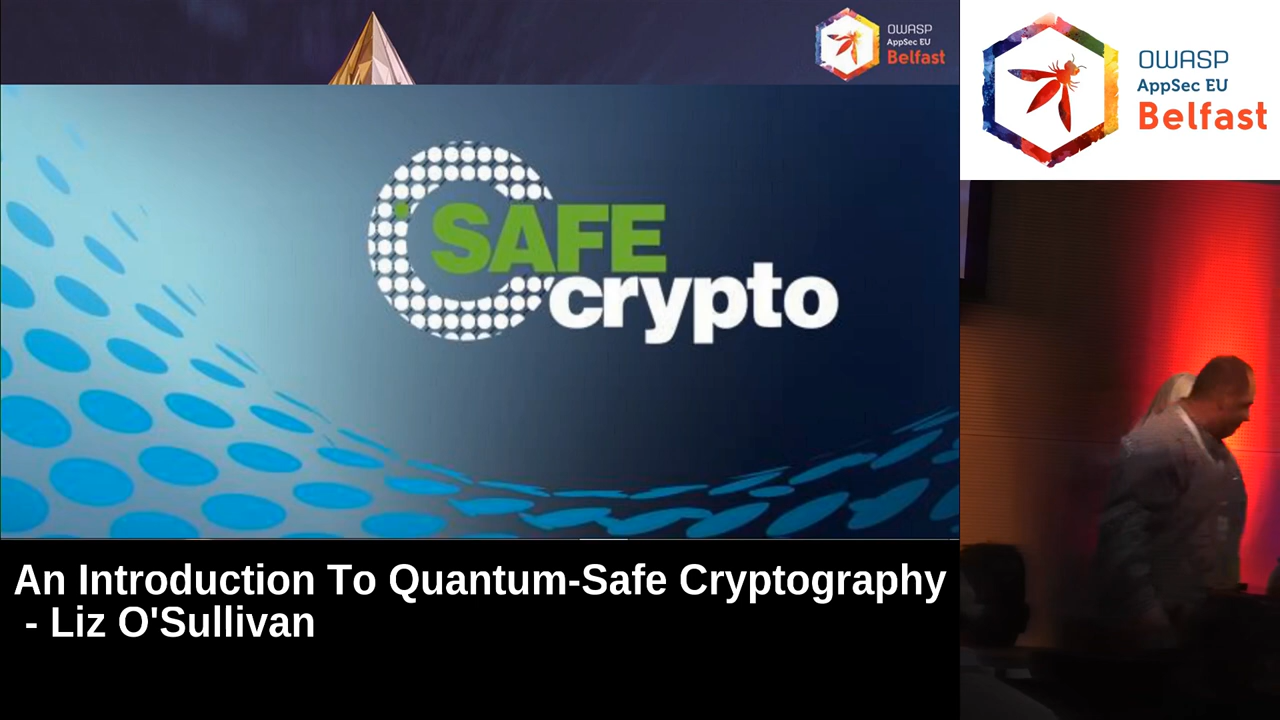 OWASP
AppSec EU
Belfast
OWASP
AppSec EU
Belfast
SAFE
crypto
An Introduction To Quantum-Safe Cryptography
- Liz O'Sullivan